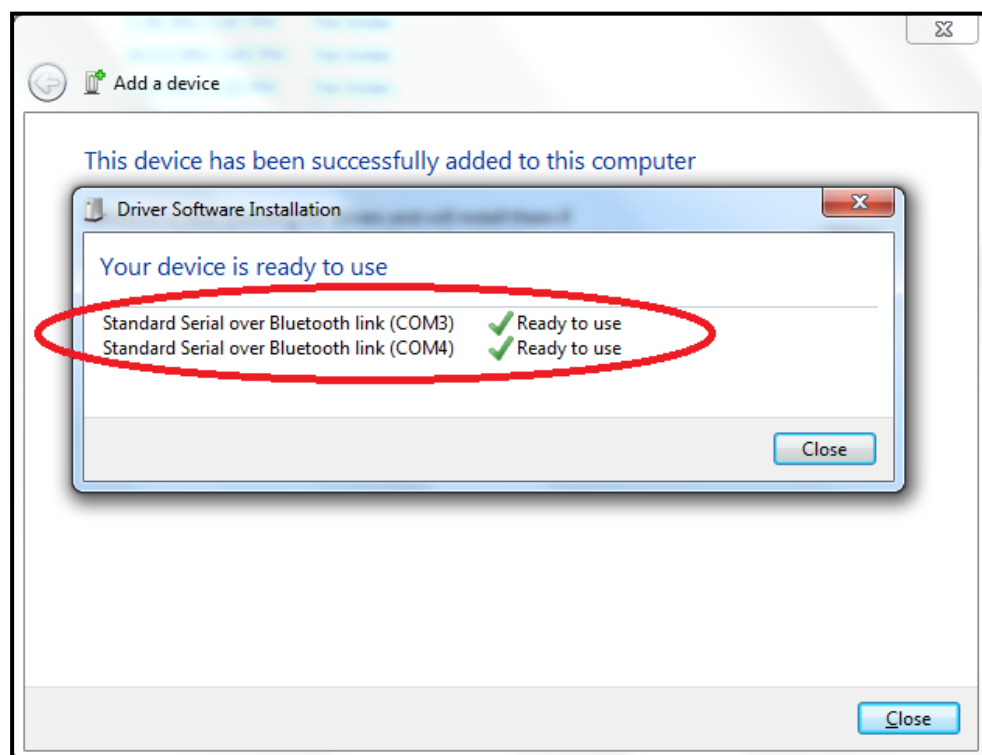 Add a device
This device has been successfully added to this computer
Driver Software Installation
Your device is ready to use
Standard Serial over Bluetooth link (COM3) Ready to use
Standard Serial over Bluetooth link (COM4) Ready to use
Close
Close